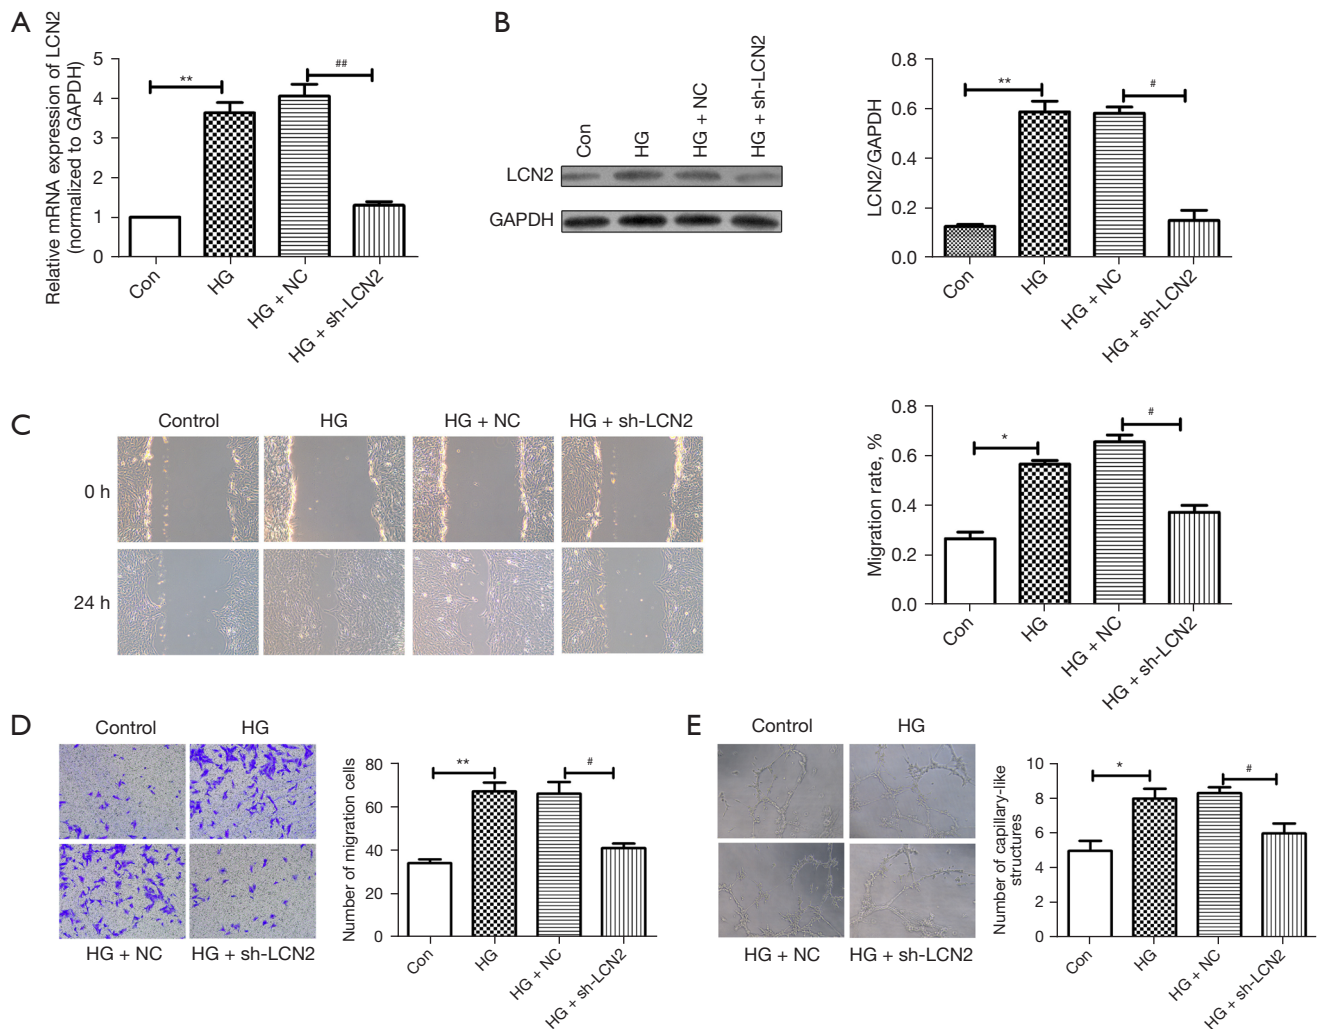 A
Relative mRNA expression of LCN2
(normalized to GAPDH)
5
4
3
2
1
0
**
##
Con
HG
HG + NC
HG + sh-LCN2
B
Con
HG
HG + NC
HG + sh-LCN2
LCN2
GAPDH
LCN2/GAPDH
0.8
0.6
0.4
0.2
0.0
**
#
Con
HG
HG + NC
HG + sh-LCN2
C
Control
HG
HG + NC
HG + sh-LCN2
0 h
24 h
Migration rate, %
0.8
0.6
0.4
0.2
0.0
*
#
Con
HG
HG + NC
HG + sh-LCN2
D
Control
HG
HG + NC
HG + sh-LCN2
Number of migration cells
80
60
40
20
0
**
#
Con
HG
HG + NC
HG + sh-LCN2
E
Control
HG
HG + NC
HG + sh-LCN2
Number of capillary-like
structures
10
8
6
4
2
0
*
#
Con
HG
HG + NC
HG + sh-LCN2